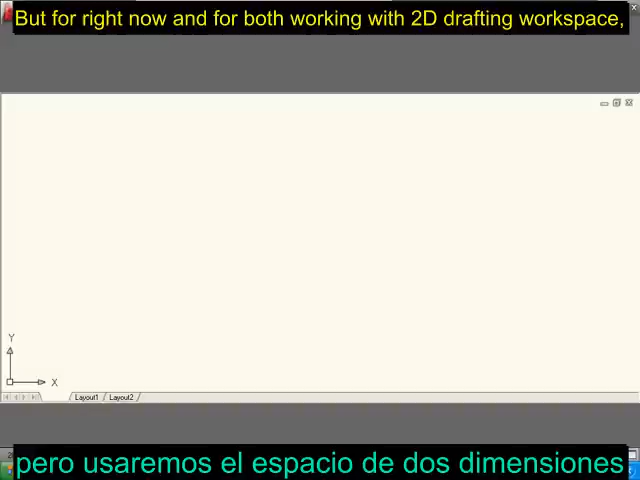 But for right now and for both working with 2D drafting workspace,
Y
X
Layout1 Layout2
pero usaremos el espacio de dos dimensiones